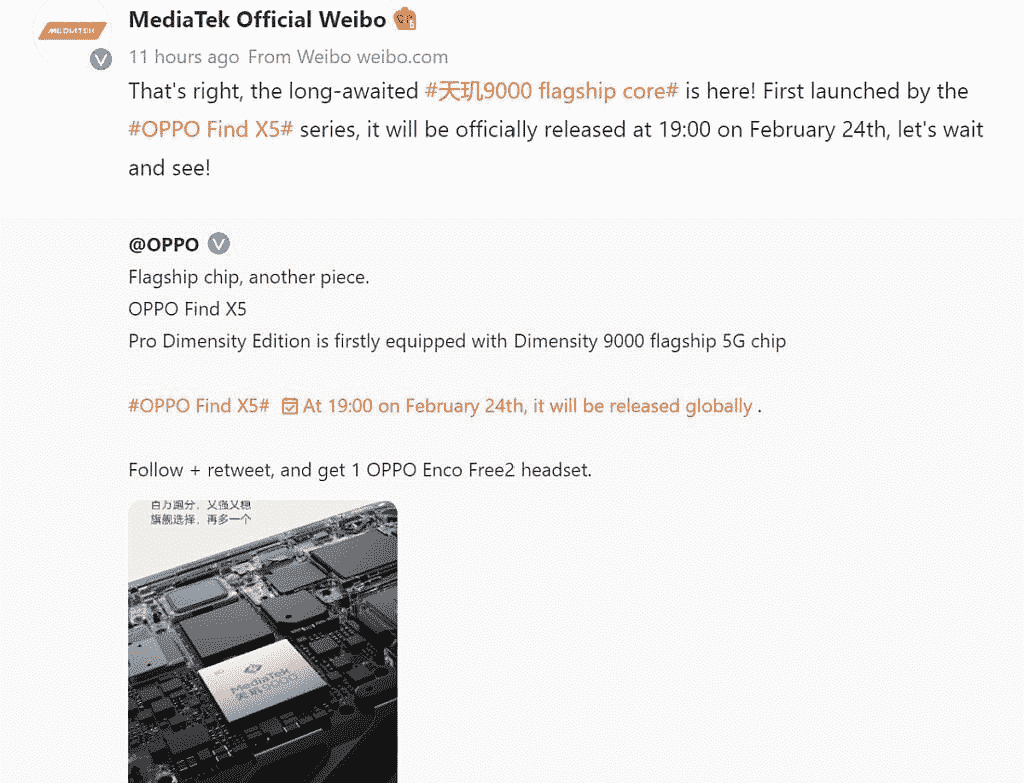 MEDIATEK
MediaTek Official Weibo
11 hours ago From Weibo weibo.com
That's right, the long-awaited #天玑9000 flagship core# is here! First launched by the
#OPPO Find X5# series, it will be officially released at 19:00 on February 24th, let's wait
and see!
@OPPO
Flagship chip, another piece.
OPPO Find X5
Pro Dimensity Edition is firstly equipped with Dimensity 9000 flagship 5G chip
#OPPO Find X5# At 19:00 on February 24th, it will be released globally .
Follow + retweet, and get 1 OPPO Enco Free2 headset.
百万跑分，又强又稳
旗舰选择，再多一个
MediaTek
天玑9000